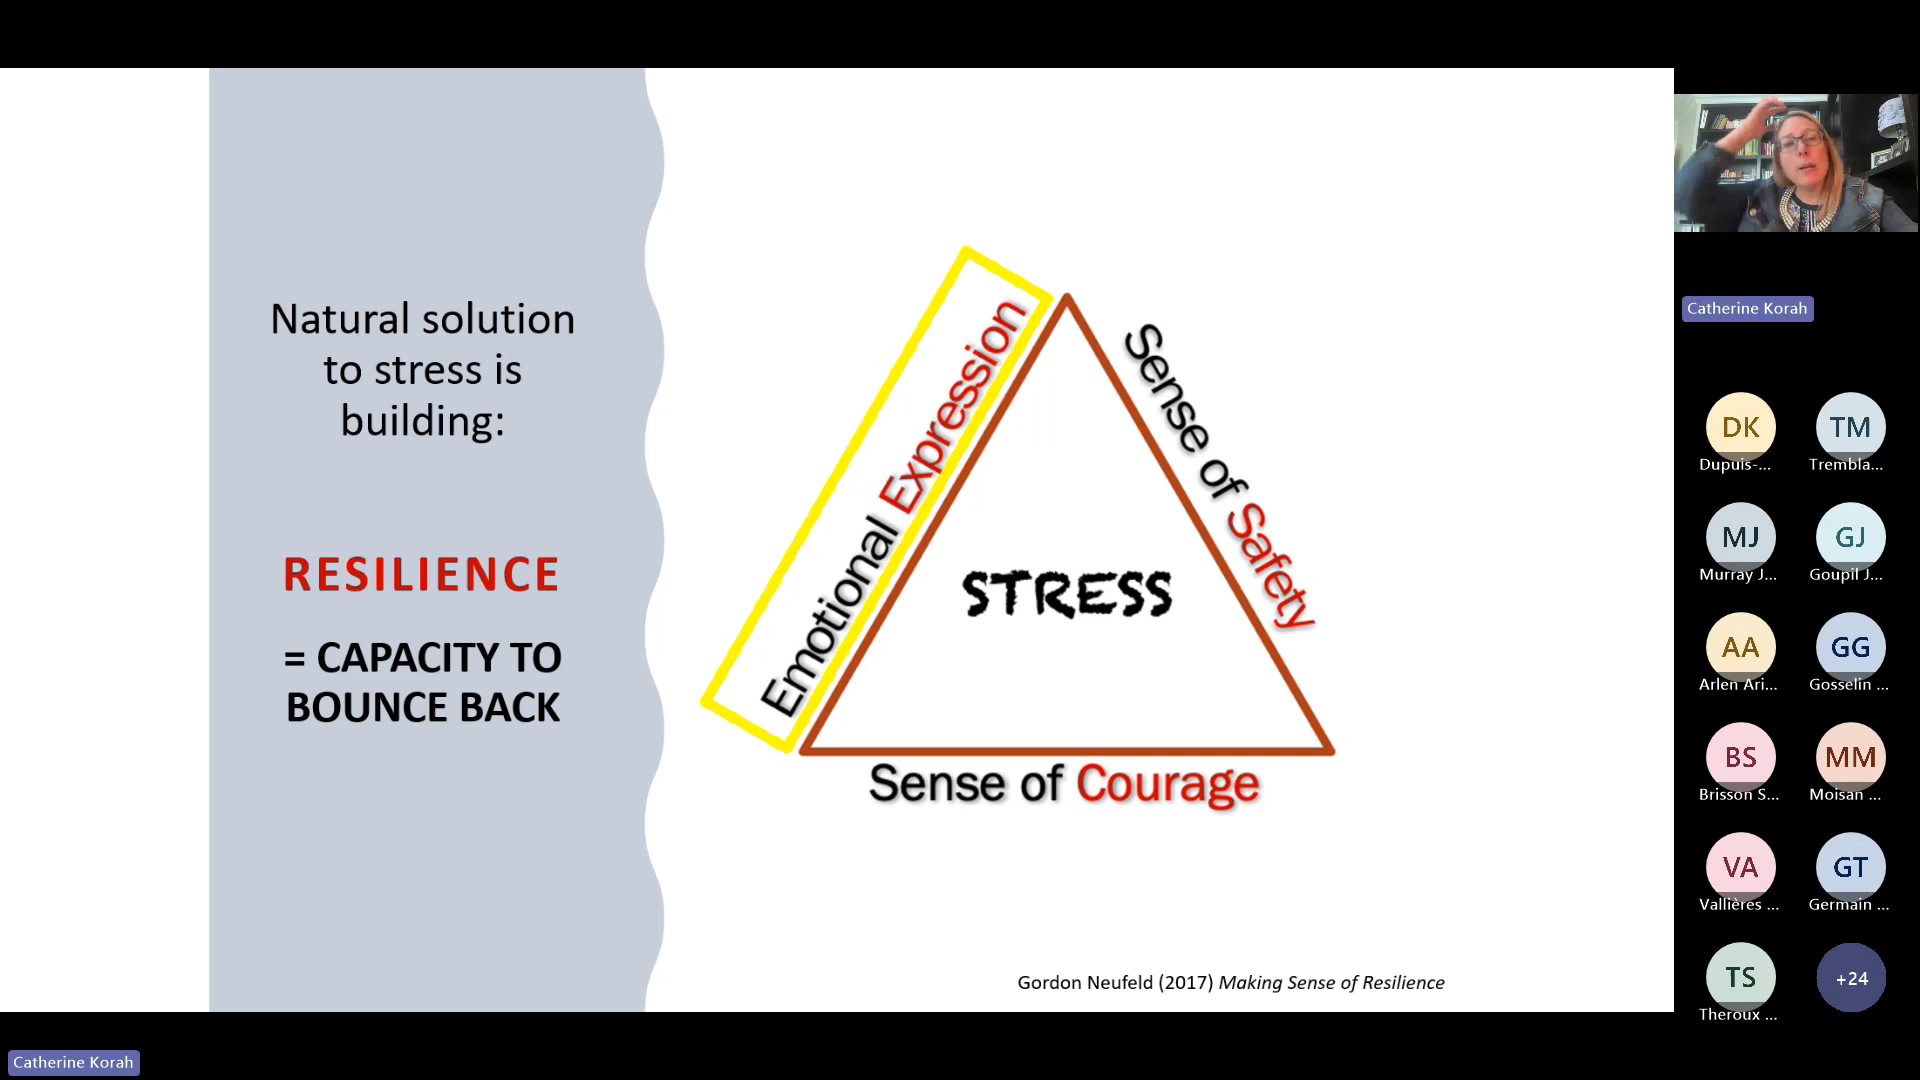 Natural solution
to stress is
building:
RESILIENCE
= CAPACITY TO
BOUNCE BACK
Emotional Expression
Sense of Safety
STRESS
Sense of Courage
Gordon Neufeld (2017) Making Sense of Resilience
Catherine Korah
DK
Dupuis-...
TM
Trembla...
MJ
Murray J...
GJ
Goupil J...
AA
Arlen Ari...
GG
Gosselin ...
BS
Brisson S...
MM
Moisan ...
VA
Vallières ...
GT
Germain ...
TS
Theroux ...
+24
Catherine Korah